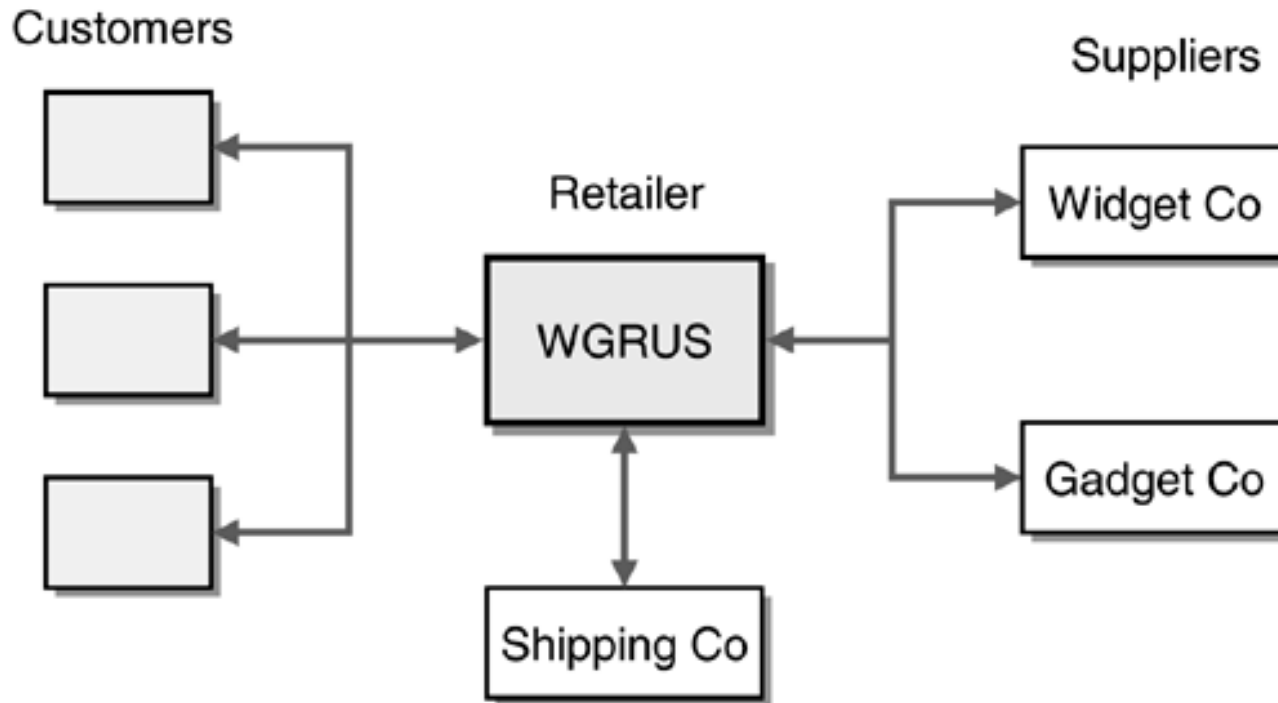 Customers
Suppliers
Retailer
Widget Co
WGRUS
Gadget Co
Shipping Co